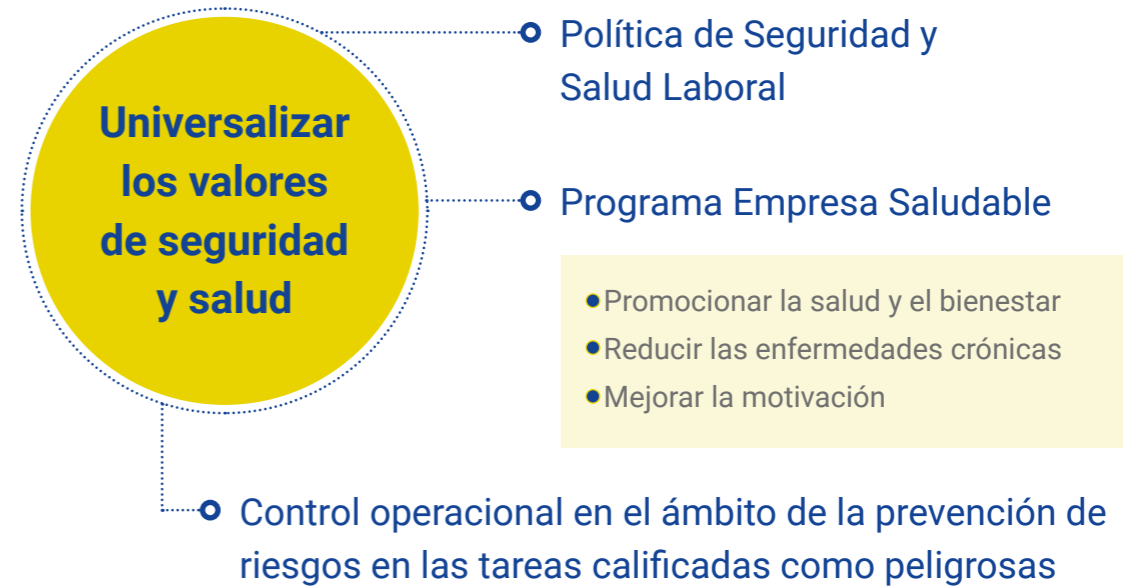 Universalizar
los valores
de seguridad
y salud
Política de Seguridad y
Salud Laboral
Programa Empresa Saludable
Promocionar la salud y el bienestar
Reducir las enfermedades crónicas
Mejorar la motivación
Control operacional en el ámbito de la prevención de
riesgos en las tareas calificadas como peligrosas